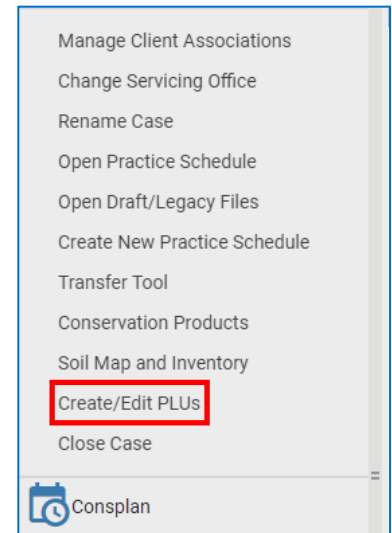 Manage Client Associations
Change Servicing Office
Rename Case
Open Practice Schedule
Open Draft/Legacy Files
Create New Practice Schedule
Transfer Tool
Conservation Products
Soil Map and Inventory
Create/Edit PLUs
Close Case
Consplan